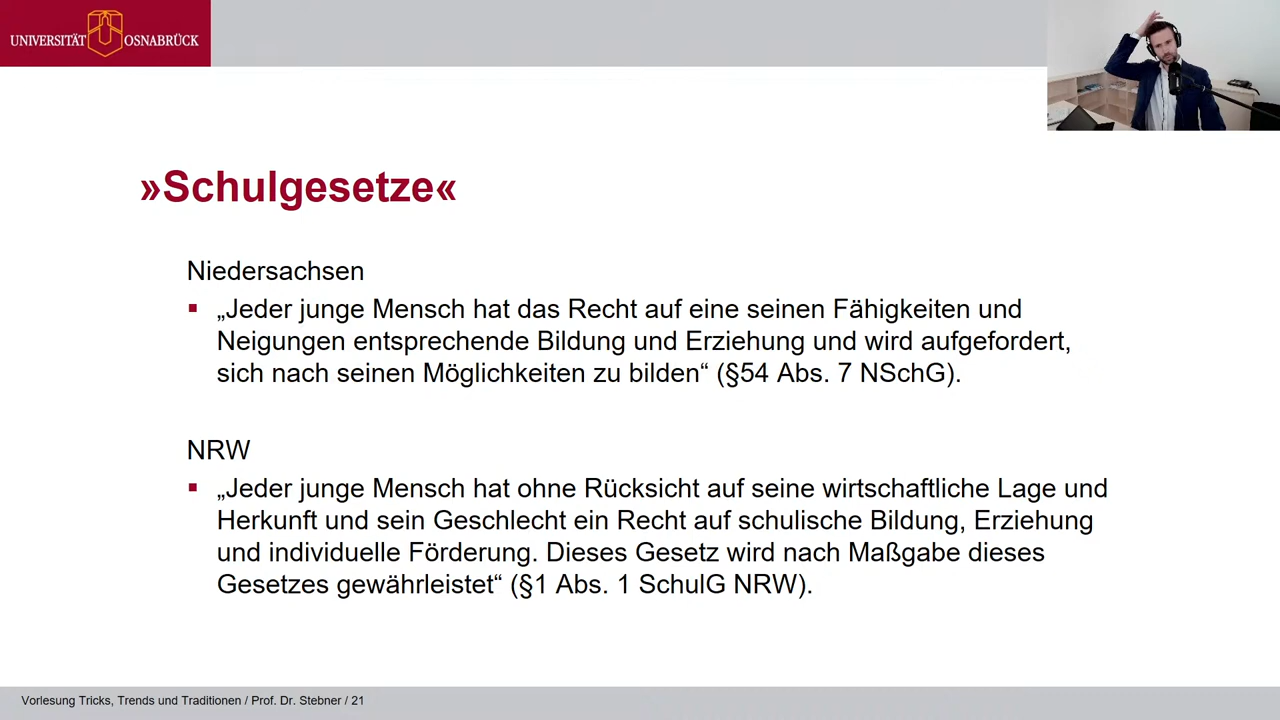 UNIVERSITÄT OSNABRÜCK
»Schulgesetze«
Niedersachsen
▪ „Jeder junge Mensch hat das Recht auf eine seinen Fähigkeiten und
Neigungen entsprechende Bildung und Erziehung und wird aufgefordert,
sich nach seinen Möglichkeiten zu bilden“ (§54 Abs. 7 NSchG).
NRW
▪ „Jeder junge Mensch hat ohne Rücksicht auf seine wirtschaftliche Lage und
Herkunft und sein Geschlecht ein Recht auf schulische Bildung, Erziehung
und individuelle Förderung. Dieses Gesetz wird nach Maßgabe dieses
Gesetzes gewährleistet“ (§1 Abs. 1 SchulG NRW).
Vorlesung Tricks, Trends und Traditionen / Prof. Dr. Stebner / 21